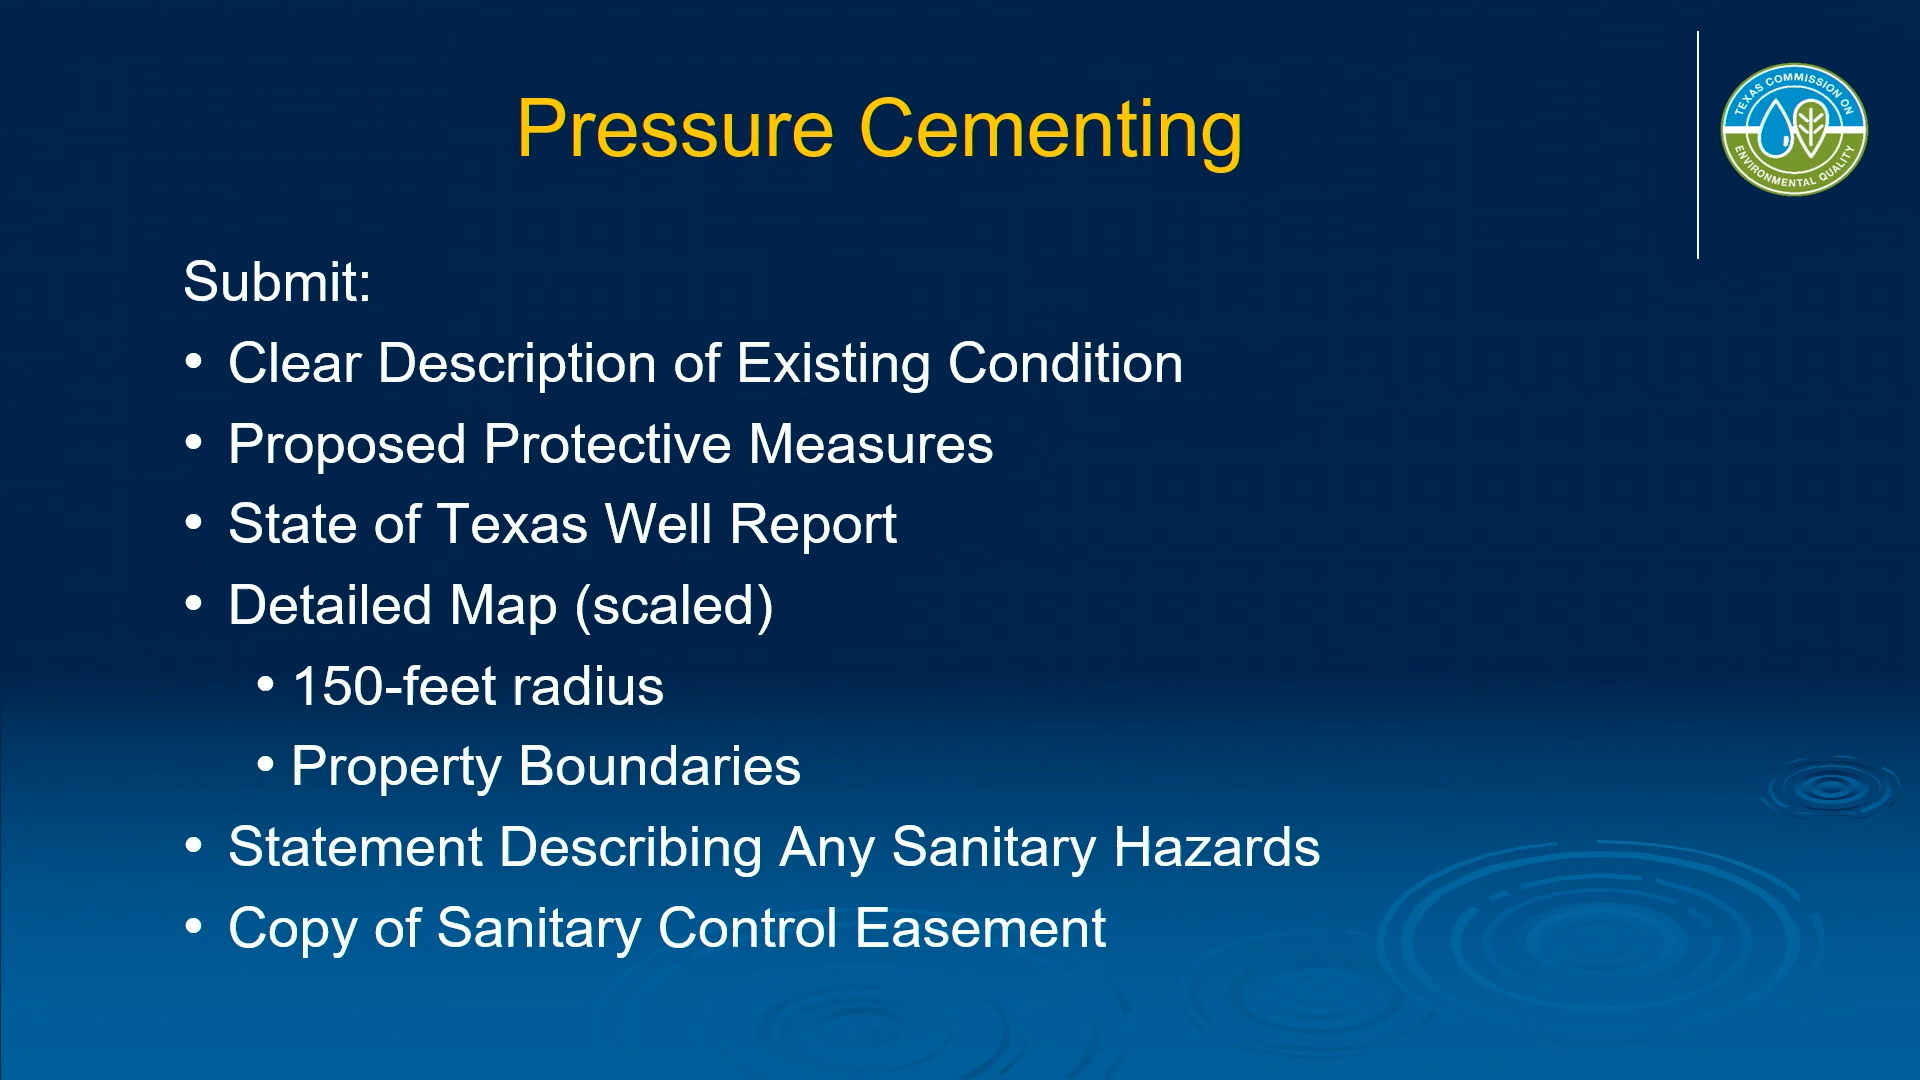 Pressure Cementing
TEXAS COMMISSION ON
ENVIRONMENTAL QUALITY
Submit:
• Clear Description of Existing Condition
• Proposed Protective Measures
• State of Texas Well Report
• Detailed Map (scaled)
• 150-feet radius
• Property Boundaries
• Statement Describing Any Sanitary Hazards
• Copy of Sanitary Control Easement